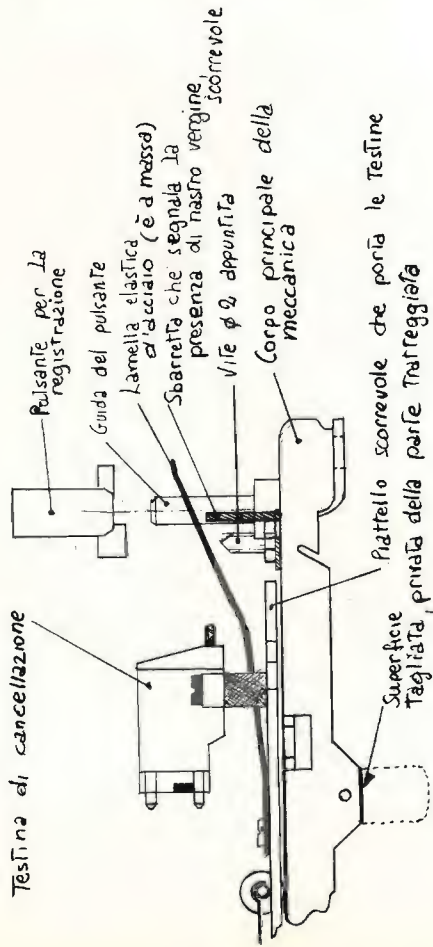 Testina di cancellazione
Pulsante per la
registrazione
Guida del pulsante
Lamella elastica
d'acciaio (è a massa)
Sbarretta che segnala la
presenza di nastro vergine,
scorrevole
Vite ϕ 2 appuntita
Corpo principale della
meccanica
Piattello scorrevole che porta le testine
Superficie
Tagliata, privata della parte tratteggiata